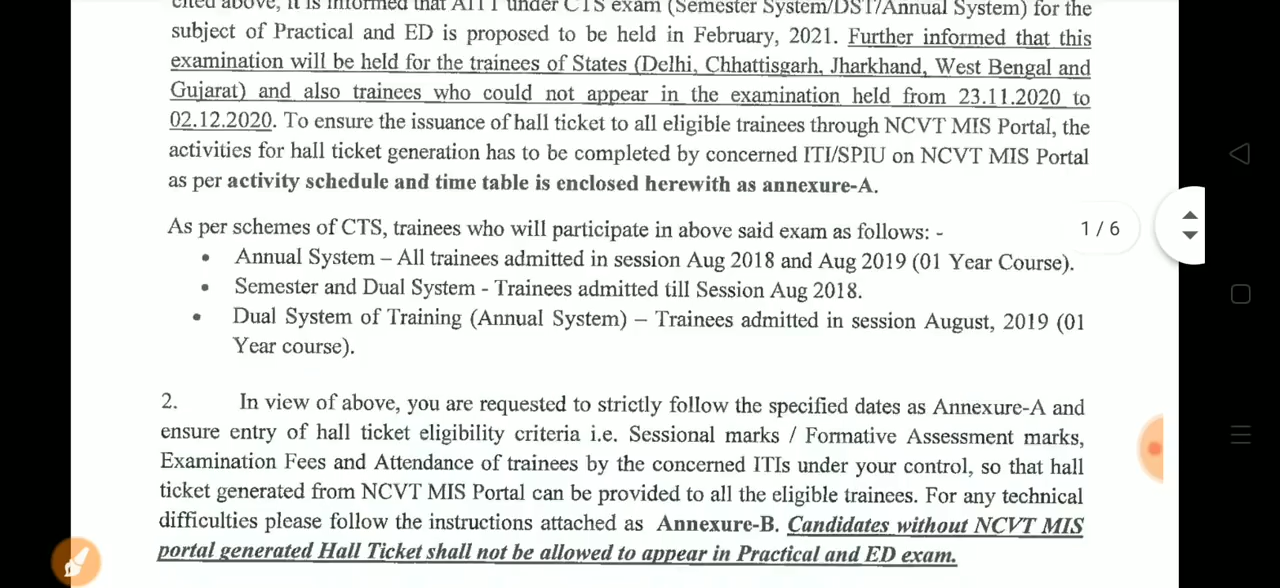 cited above, it is informed that AITT under CTS exam (Semester System/DST/Annual System) for the
subject of Practical and ED is proposed to be held in February, 2021. Further informed that this
examination will be held for the trainees of States (Delhi, Chhattisgarh, Jharkhand, West Bengal and
Gujarat) and also trainees who could not appear in the examination held from 23.11.2020 to
02.12.2020. To ensure the issuance of hall ticket to all eligible trainees through NCVT MIS Portal, the
activities for hall ticket generation has to be completed by concerned ITI/SPIU on NCVT MIS Portal
as per activity schedule and time table is enclosed herewith as annexure-A.
As per schemes of CTS, trainees who will participate in above said exam as follows: -
1 / 6
• Annual System – All trainees admitted in session Aug 2018 and Aug 2019 (01 Year Course).
• Semester and Dual System - Trainees admitted till Session Aug 2018.
• Dual System of Training (Annual System) – Trainees admitted in session August, 2019 (01
Year course).
2. In view of above, you are requested to strictly follow the specified dates as Annexure-A and
ensure entry of hall ticket eligibility criteria i.e. Sessional marks / Formative Assessment marks,
Examination Fees and Attendance of trainees by the concerned ITIs under your control, so that hall
ticket generated from NCVT MIS Portal can be provided to all the eligible trainees. For any technical
difficulties please follow the instructions attached as Annexure-B. Candidates without NCVT MIS
portal generated Hall Ticket shall not be allowed to appear in Practical and ED exam.